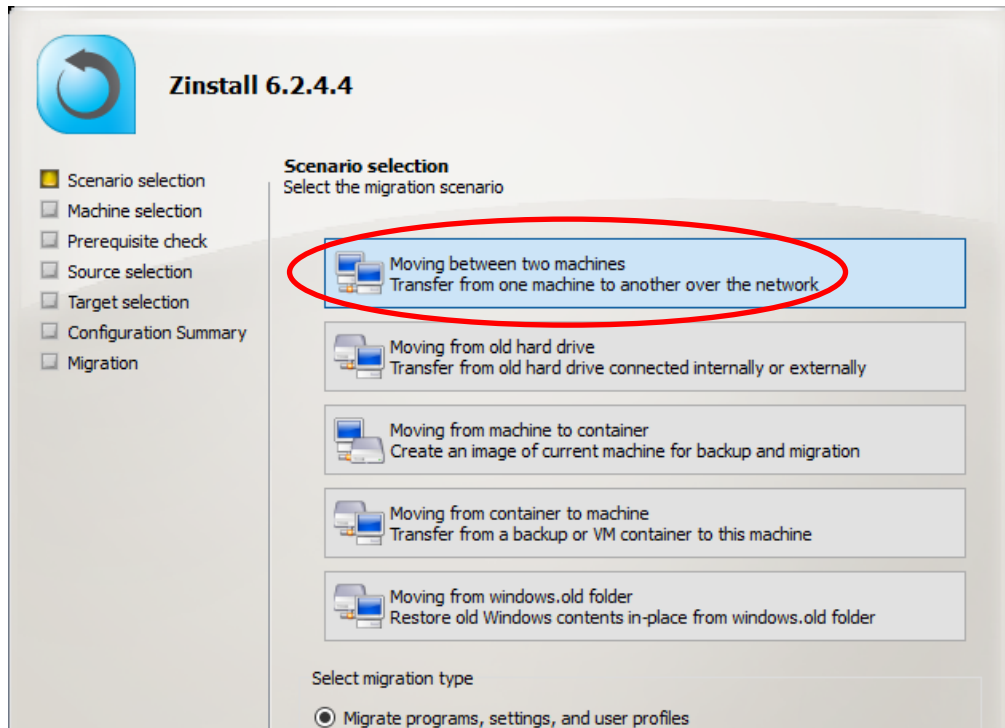 Zinstall 6.2.4.4
Scenario selection
Machine selection
Prerequisite check
Source selection
Target selection
Configuration Summary
Migration
Scenario selection
Select the migration scenario
Moving between two machines
Transfer from one machine to another over the network
Moving from old hard drive
Transfer from old hard drive connected internally or externally
Moving from machine to container
Create an image of current machine for backup and migration
Moving from container to machine
Transfer from a backup or VM container to this machine
Moving from windows.old folder
Restore old Windows contents in-place from windows.old folder
Select migration type
Migrate programs, settings, and user profiles